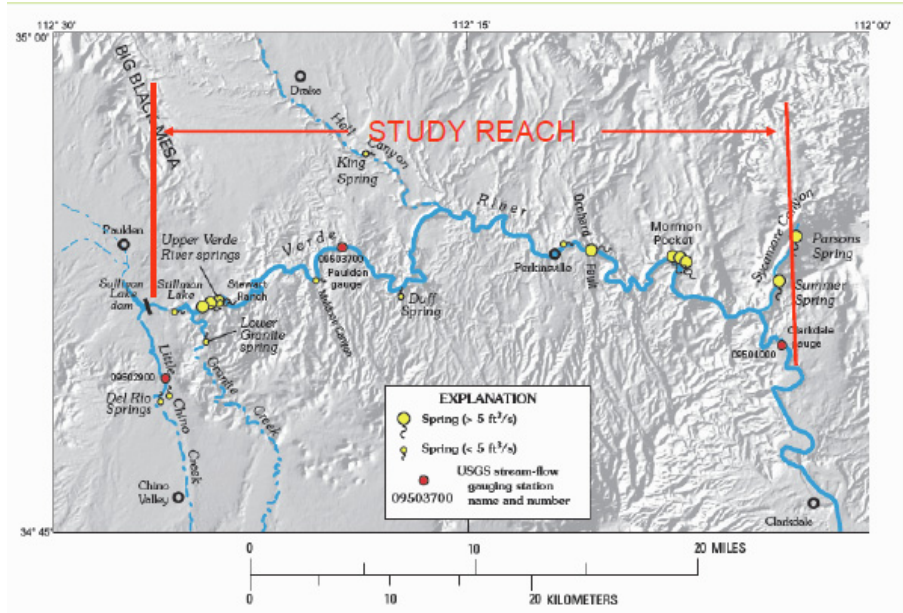 112° 30'
112° 15'
112° 00'
35° 00'
BIG BLACK MESA
Drake
Hell Canyon
STUDY REACH
King
Spring
River
Verde
Orchard Fault
Mormon
Pocket
Sycamore Canyon
Paulden
Upper Verde
River springs
09503700
Paulden
gauge
Perkinsville
Parsons
Spring
Sullivan
Lake
dam
Stillman
Lake
Stewart
Ranch
Muldoon Canyon
Duff
Spring
Summer
Spring
Lower
Granite
spring
Clarkdale
gauge
09504000
Little Chino Creek
Granite Creek
09502900
Del Rio
Springs
EXPLANATION
Spring (> 5 ft³/s)
Spring (< 5 ft³/s)
USGS stream-flow
gauging station
name and number
09503700
Chino
Valley
Clarkdale
34° 45'
0 10 20 MILES
0 10 20 KILOMETERS